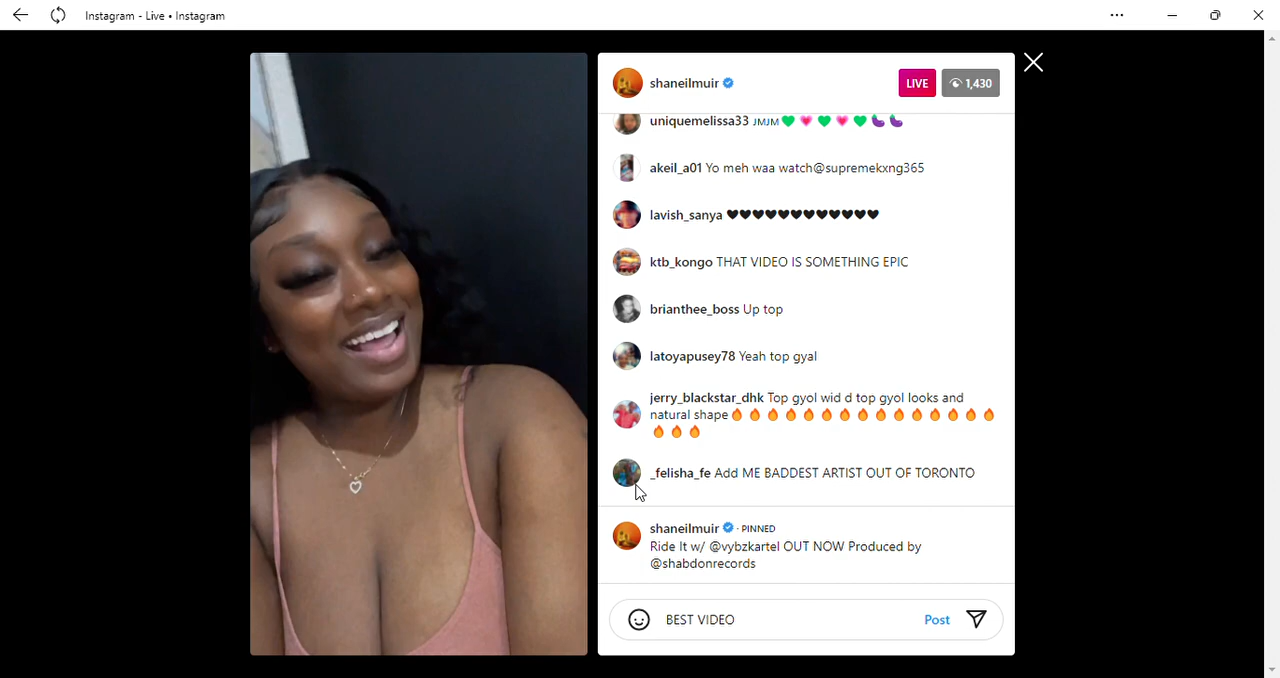 Instagram - Live • Instagram
shaneilmuir
LIVE
1,430
uniquemelissa33 JMJM💚💗💚💗💚🍆🍆
akeil_a01 Yo meh waa watch@supremekxng365
lavish_sanya 🖤🖤🖤🖤🖤🖤🖤🖤🖤🖤🖤🖤
ktb_kongo THAT VIDEO IS SOMETHING EPIC
brianthee_boss Up top
latoyapusey78 Yeah top gyal
jerry_blackstar_dhk Top gyol wid d top gyol looks and
natural shape🔥🔥🔥🔥🔥🔥🔥🔥🔥🔥🔥🔥🔥🔥🔥
🔥🔥🔥
_felisha_fe Add ME BADDEST ARTIST OUT OF TORONTO
shaneilmuir · PINNED
Ride It w/ @vybzkartel OUT NOW Produced by
@shabdonrecords
BEST VIDEO
Post